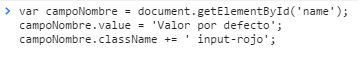 > var campoNombre = document.getElementById('name');
campoNombre.value = 'Valor por defecto';
campoNombre.className += ' input-rojo';